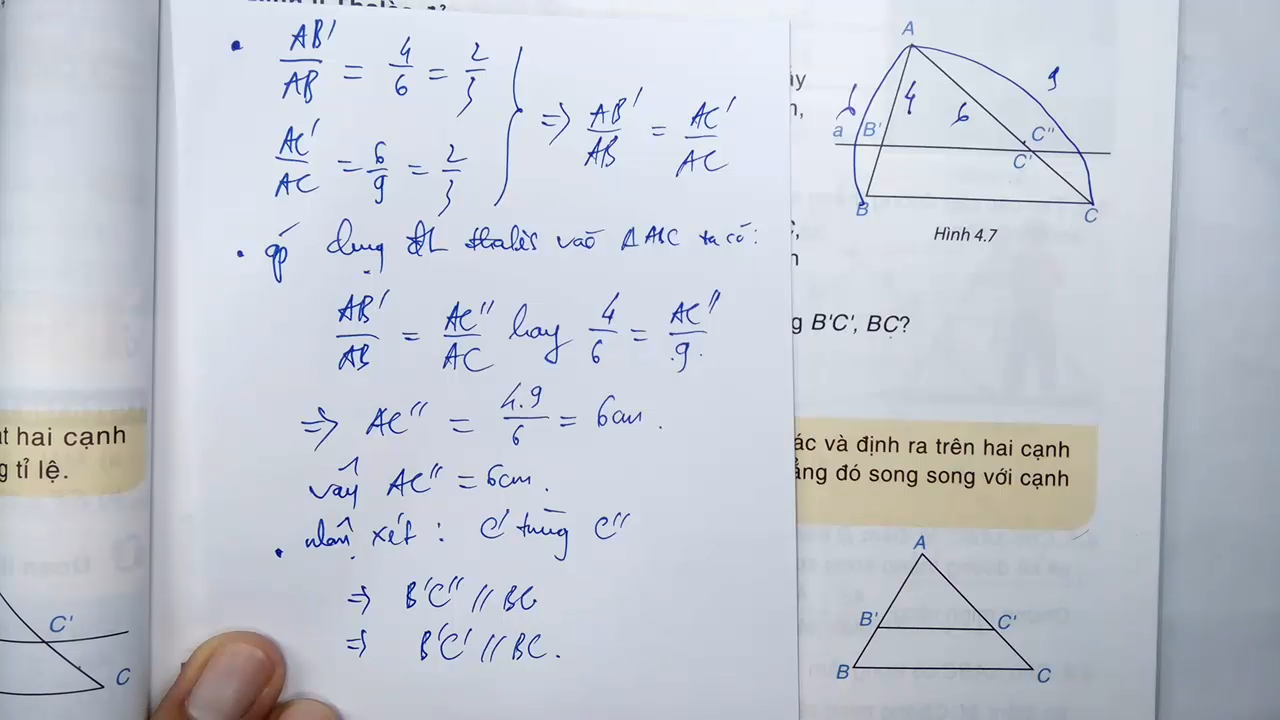 AB'/AB = 4/6 = 2/3
AC'/AC = 6/9 = 2/3
=> AB'/AB = AC'/AC
áp dụng ĐL thalès vào ΔABC ta có:
AB'/AB = AC''/AC hay 4/6 = AC''/9.
=> AC'' = 4.9/6 = 6cm.
vậy AC'' = 6cm.
nhận xét: C' trùng C''
=> B'C'' // BC
=> B'C' // BC.
A
6
4
6
9
a
B'
C''
C'
B
C
Hình 4.7
g B'C', BC?
t hai cạnh
g tỉ lệ.
ác và định ra trên hai cạnh
ẳng đó song song với cạnh
C'
C
A
B'
C'
B
C